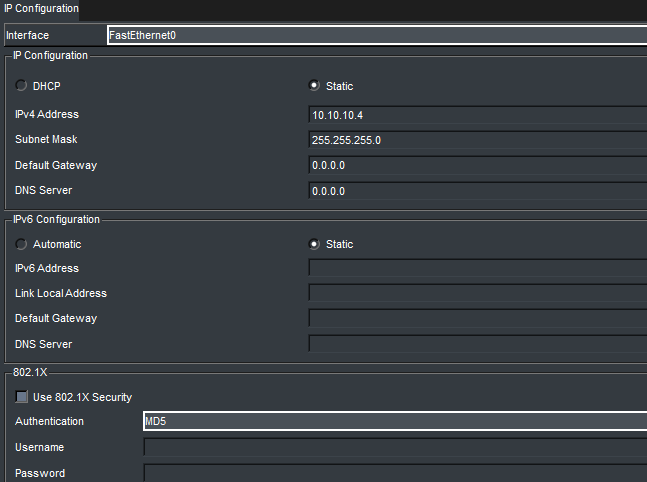 IP Configuration
Interface FastEthernet0
IP Configuration
DHCP Static
IPv4 Address 10.10.10.4
Subnet Mask 255.255.255.0
Default Gateway 0.0.0.0
DNS Server 0.0.0.0
IPv6 Configuration
Automatic Static
IPv6 Address
Link Local Address
Default Gateway
DNS Server
802.1X
Use 802.1X Security
Authentication MD5
Username
Password